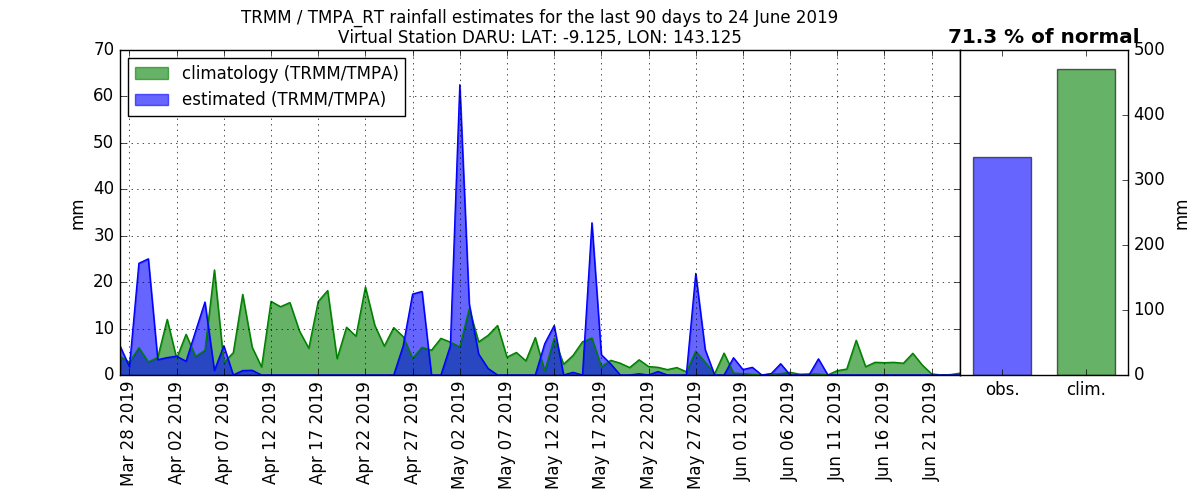 TRMM / TMPA_RT rainfall estimates for the last 90 days to 24 June 2019
Virtual Station DARU: LAT: -9.125, LON: 143.125
71.3 % of normal
climatology (TRMM/TMPA)
estimated (TRMM/TMPA)
70
60
50
40
30
20
10
0
mm
Mar 28 2019
Apr 02 2019
Apr 07 2019
Apr 12 2019
Apr 17 2019
Apr 22 2019
Apr 27 2019
May 02 2019
May 07 2019
May 12 2019
May 17 2019
May 22 2019
May 27 2019
Jun 01 2019
Jun 06 2019
Jun 11 2019
Jun 16 2019
Jun 21 2019
500
400
300
200
100
0
mm
obs.
clim.